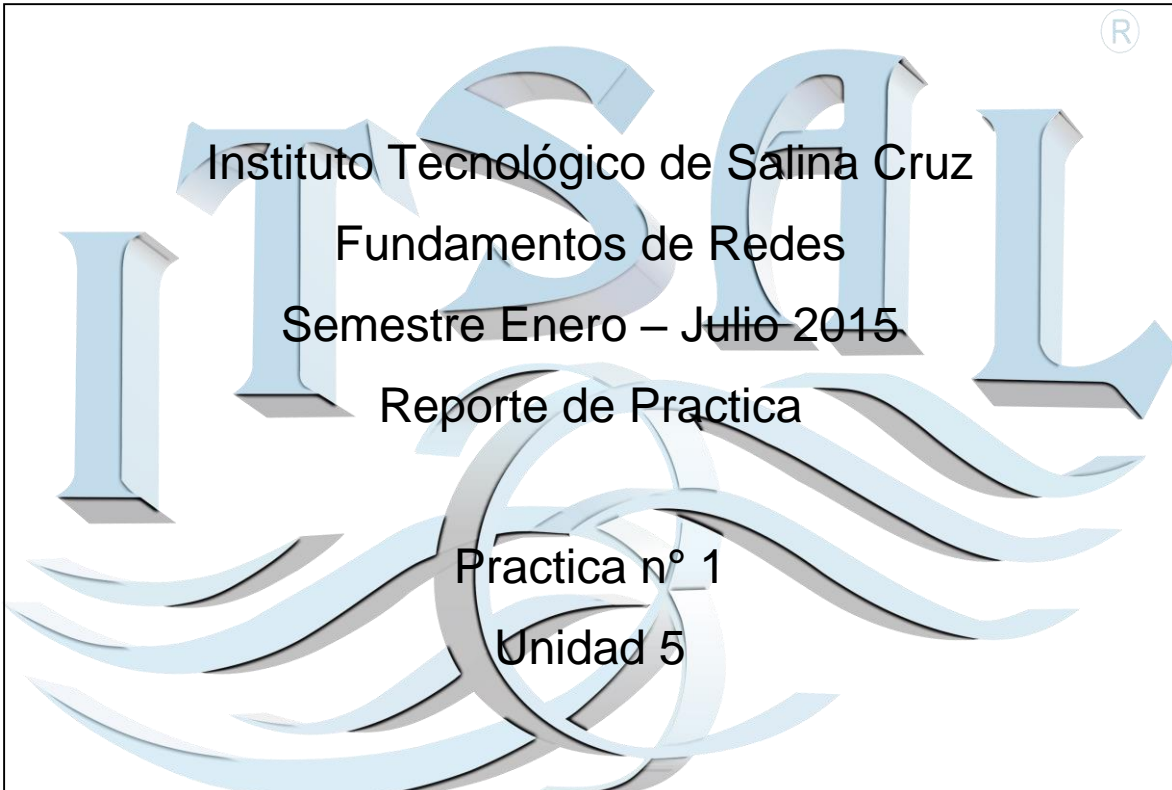 ®
ITSAL
Instituto Tecnológico de Salina Cruz
Fundamentos de Redes
Semestre Enero – Julio 2015
Reporte de Practica
Practica n° 1
Unidad 5